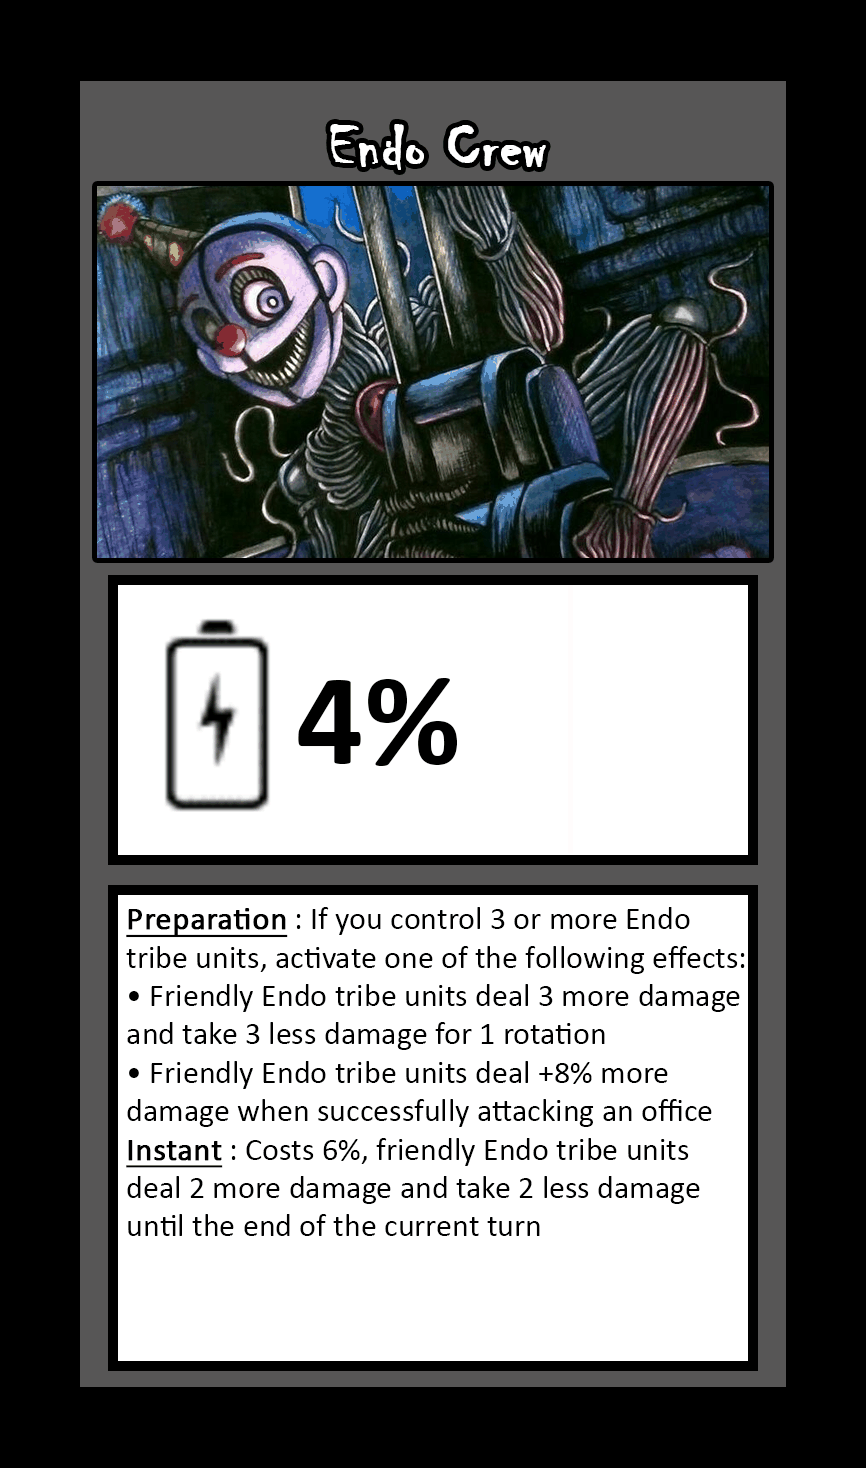 Endo Crew
4%
Preparation : If you control 3 or more Endo
tribe units, activate one of the following effects:
• Friendly Endo tribe units deal 3 more damage
and take 3 less damage for 1 rotation
• Friendly Endo tribe units deal +8% more
damage when successfully attacking an office
Instant : Costs 6%, friendly Endo tribe units
deal 2 more damage and take 2 less damage
until the end of the current turn